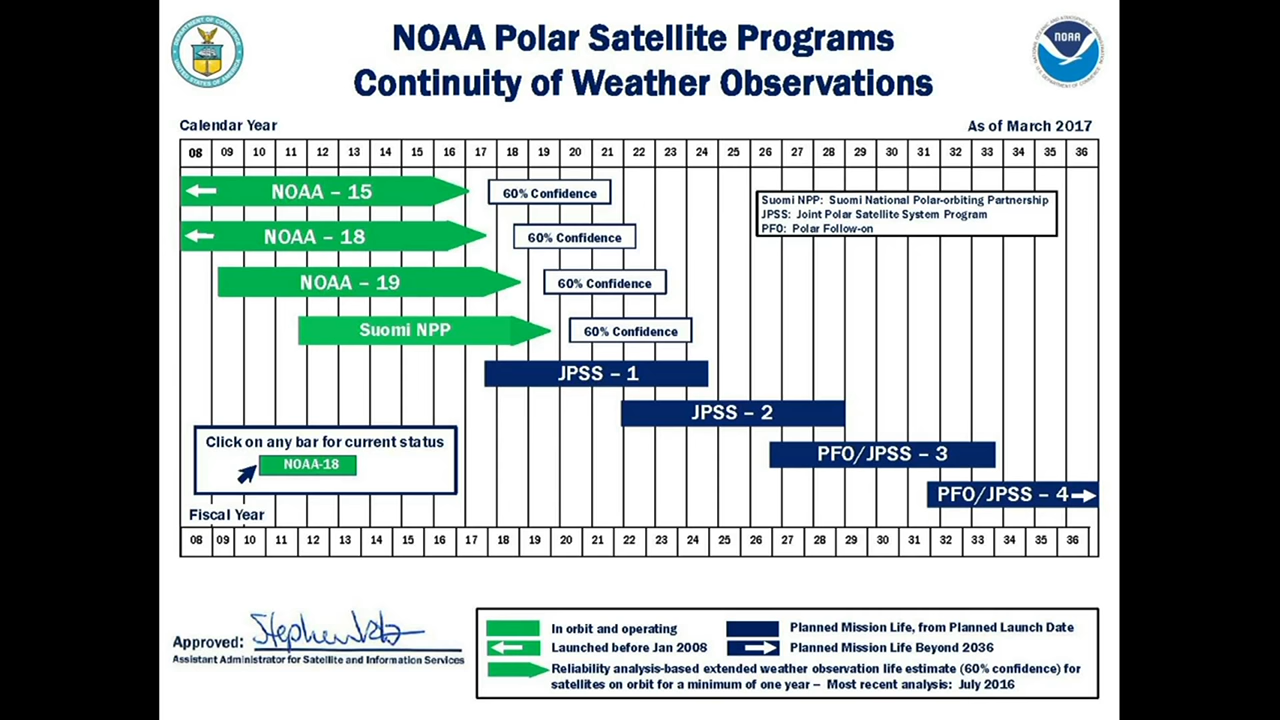 NOAA Polar Satellite Programs
Continuity of Weather Observations
NOAA
Calendar Year
As of March 2017
08 09 10 11 12 13 14 15 16 17 18 19 20 21 22 23 24 25 26 27 28 29 30 31 32 33 34 35 36
NOAA – 15
60% Confidence
Suomi NPP: Suomi National Polar-orbiting Partnership
JPSS: Joint Polar Satellite System Program
PFO: Polar Follow-on
NOAA – 18
60% Confidence
NOAA – 19
60% Confidence
Suomi NPP
60% Confidence
JPSS – 1
JPSS – 2
Click on any bar for current status
NOAA-18
PFO/JPSS – 3
PFO/JPSS – 4
Fiscal Year
08 09 10 11 12 13 14 15 16 17 18 19 20 21 22 23 24 25 26 27 28 29 30 31 32 33 34 35 36
Approved:
Assistant Administrator for Satellite and Information Services
In orbit and operating
Launched before Jan 2008
Planned Mission Life, from Planned Launch Date
Planned Mission Life Beyond 2036
Reliability analysis-based extended weather observation life estimate (60% confidence) for
satellites on orbit for a minimum of one year – Most recent analysis: July 2016